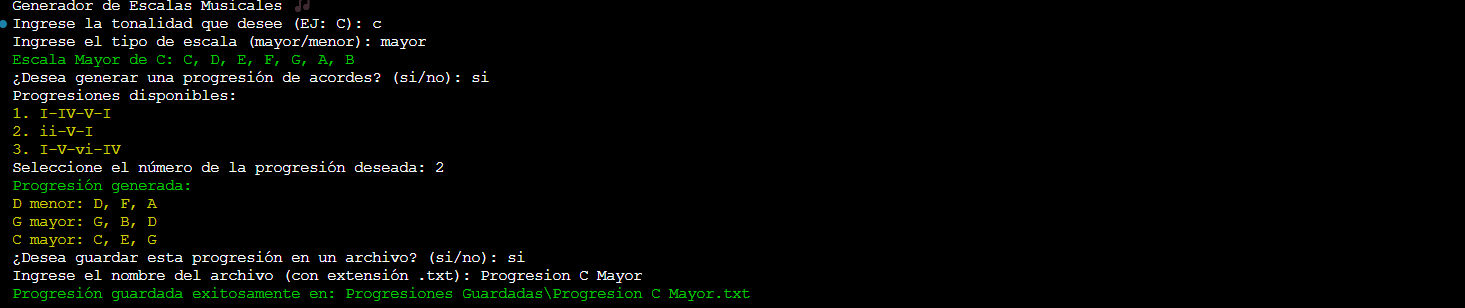 Generador de Escalas Musicales 🎵
Ingrese la tonalidad que desee (EJ: C): c
Ingrese el tipo de escala (mayor/menor): mayor
Escala Mayor de C: C, D, E, F, G, A, B
¿Desea generar una progresión de acordes? (si/no): si
Progresiones disponibles:
1. I-IV-V-I
2. ii-V-I
3. I-V-vi-IV
Seleccione el número de la progresión deseada: 2
Progresión generada:
D menor: D, F, A
G mayor: G, B, D
C mayor: C, E, G
¿Desea guardar esta progresión en un archivo? (si/no): si
Ingrese el nombre del archivo (con extensión .txt): Progresion C Mayor
Progresión guardada exitosamente en: Progresiones Guardadas\Progresion C Mayor.txt